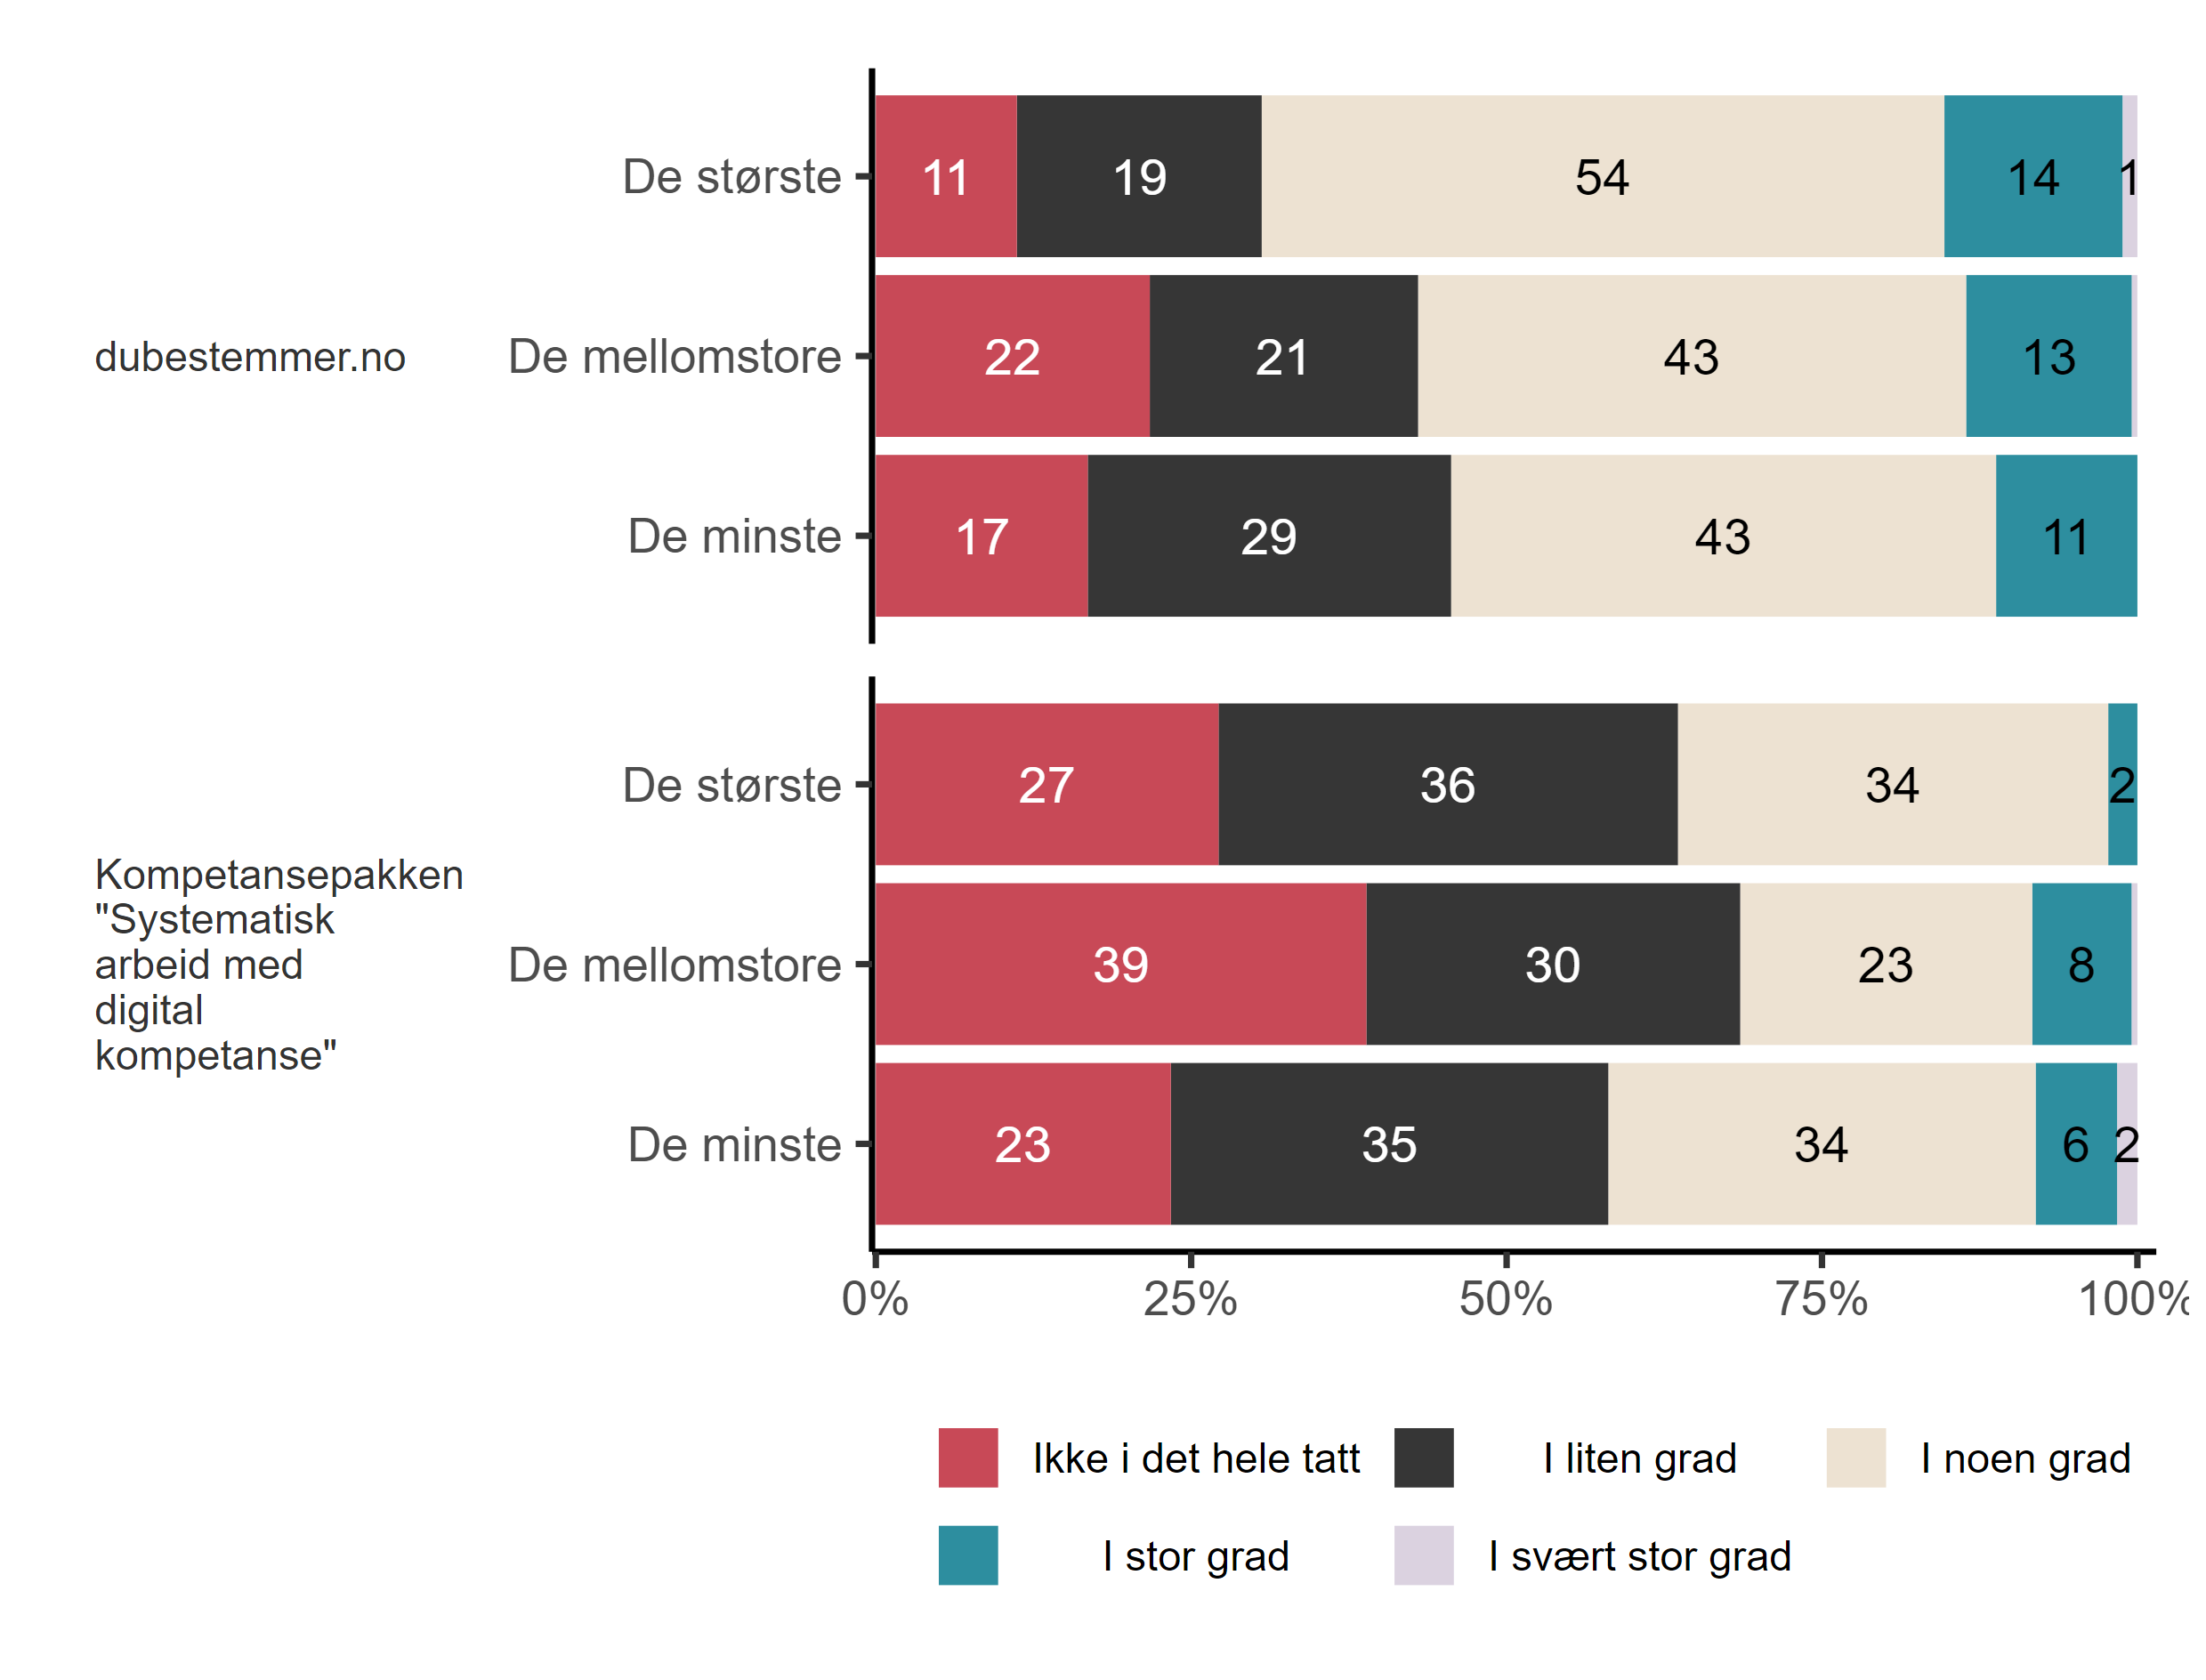 De største 11 19 54 14 1
dubestemmer.no De mellomstore 22 21 43 13
De minste 17 29 43 11
De største 27 36 34 2
Kompetansepakken
"Systematisk
arbeid med
digital
kompetanse"
De mellomstore 39 30 23 8
De minste 23 35 34 6 2
0% 25% 50% 75% 100%
Ikke i det hele tatt I liten grad I noen grad
I stor grad I svært stor grad